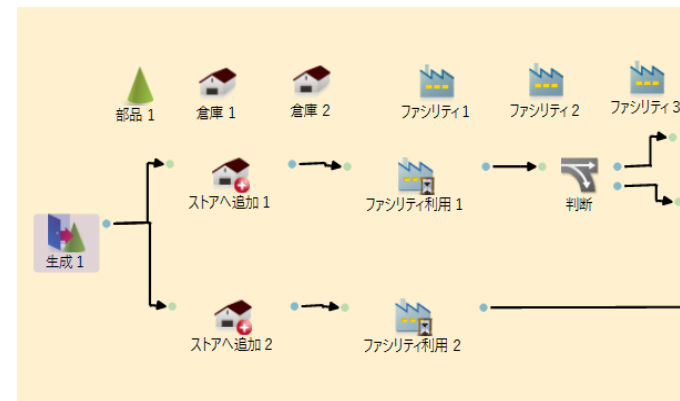 部品 1
倉庫 1
倉庫 2
ファシリティ 1
ファシリティ 2
ファシリティ 3
ストアへ追加 1
ファシリティ利用 1
判断
生成 1
ストアへ追加 2
ファシリティ利用 2